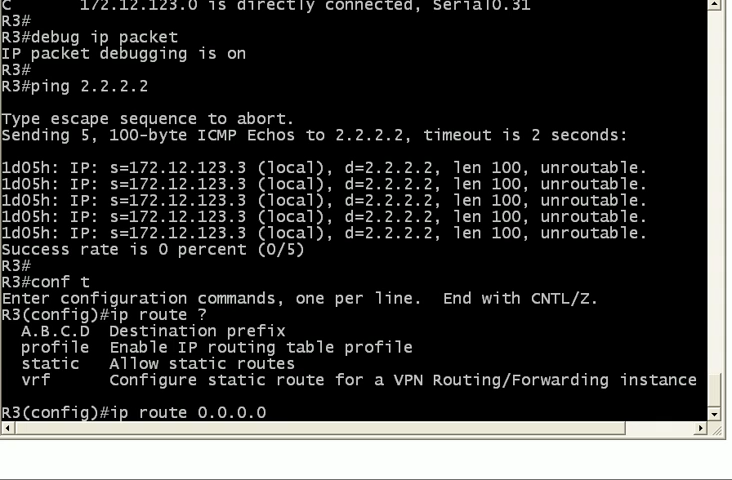 C       172.12.123.0 is directly connected, Serial0.31
R3#
R3#debug ip packet
IP packet debugging is on
R3#
R3#ping 2.2.2.2
Type escape sequence to abort.
Sending 5, 100-byte ICMP Echos to 2.2.2.2, timeout is 2 seconds:
1d05h: IP: s=172.12.123.3 (local), d=2.2.2.2, len 100, unroutable.
1d05h: IP: s=172.12.123.3 (local), d=2.2.2.2, len 100, unroutable.
1d05h: IP: s=172.12.123.3 (local), d=2.2.2.2, len 100, unroutable.
1d05h: IP: s=172.12.123.3 (local), d=2.2.2.2, len 100, unroutable.
1d05h: IP: s=172.12.123.3 (local), d=2.2.2.2, len 100, unroutable.
Success rate is 0 percent (0/5)
R3#
R3#conf t
Enter configuration commands, one per line.  End with CNTL/Z.
R3(config)#ip route ?
  A.B.C.D  Destination prefix
  profile  Enable IP routing table profile
  static   Allow static routes
  vrf      Configure static route for a VPN Routing/Forwarding instance
R3(config)#ip route 0.0.0.0